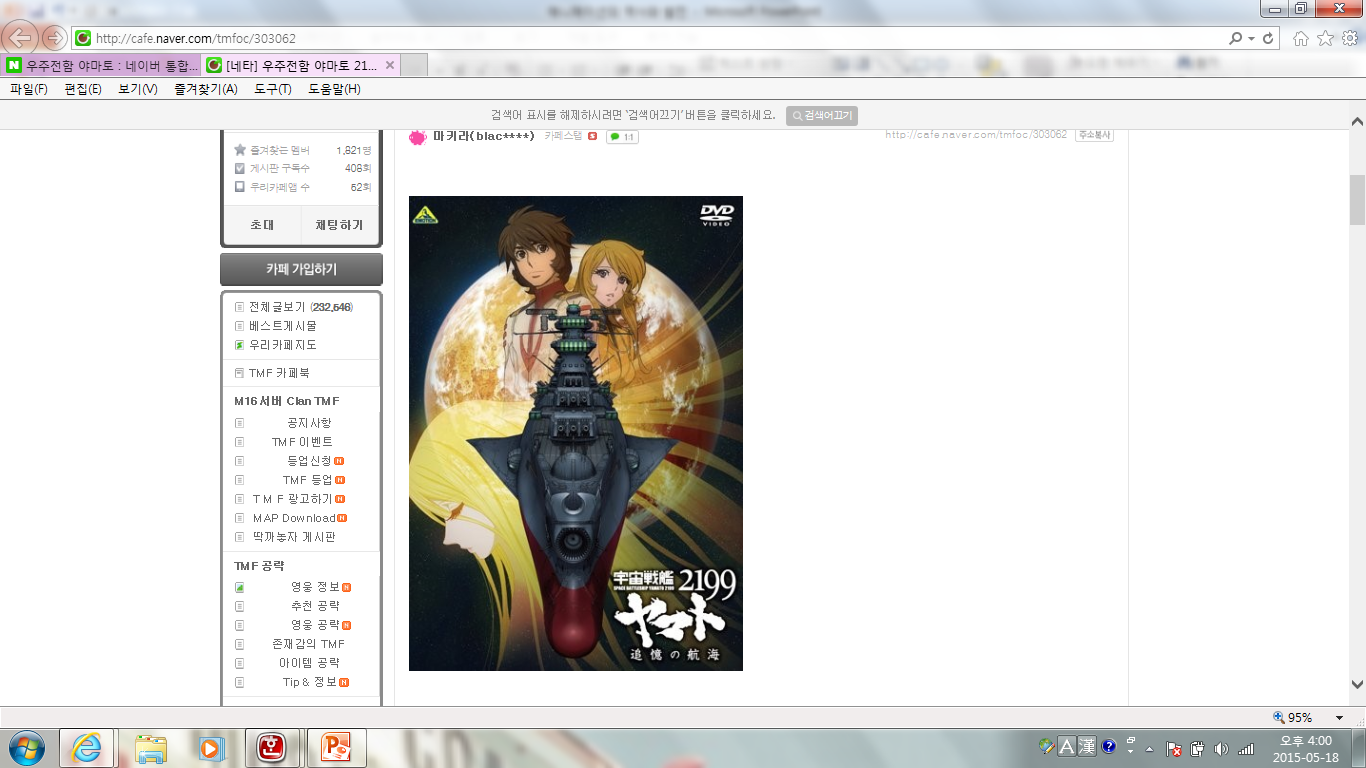 http://cafe.naver.com/tmfoc/303062
우주전함 야마토 : 네이버 통합...
[네타] 우주전함 야마토 21...
파일(F) 편집(E) 보기(V) 즐겨찾기(A) 도구(T) 도움말(H)
검색어 표시를 해제하시려면 '검색어끄기' 버튼을 클릭하세요. 검색어끄기
마키라(blac****) 카페스탭 11 http://cafe.naver.com/tmfoc/303062 주소복사
즐겨찾는 멤버 1,821명
게시판 구독수 408회
우리카페앱 수 62회
초대 채팅하기
카페 가입하기
전체글보기 (232,646)
베스트게시물
우리카페지도
TMF 카페북
M16서버 Clan TMF
공지사항
TMF 이벤트
등업신청 N
TMF 등업 N
T M F 광고하기 N
MAP Download N
딱까놓자 게시판
TMF 공략
영웅 정보 N
추천 공략
영웅 공략 N
존재감의 TMF
아이템 공략
Tip & 정보 N
DVD
VIDEO
宇宙戦艦 2199
SPACE BATTLESHIP YAMATO 2199
ヤマト
追憶の航海
95%
A 漢
오후 4:00
2015-05-18